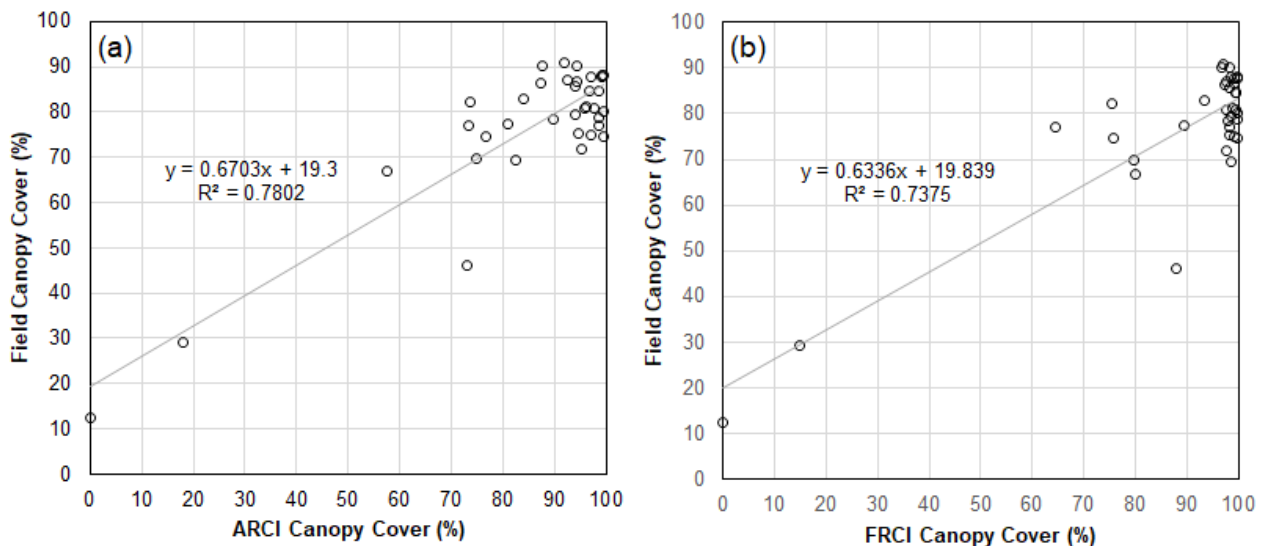 (a)
Field Canopy Cover (%)
100
90
80
70
60
50
40
30
20
10
0
y = 0.6703x + 19.3
R² = 0.7802
0 10 20 30 40 50 60 70 80 90 100
ARCI Canopy Cover (%)
(b)
Field Canopy Cover (%)
100
90
80
70
60
50
40
30
20
10
0
y = 0.6336x + 19.839
R² = 0.7375
0 10 20 30 40 50 60 70 80 90 100
FRCI Canopy Cover (%)